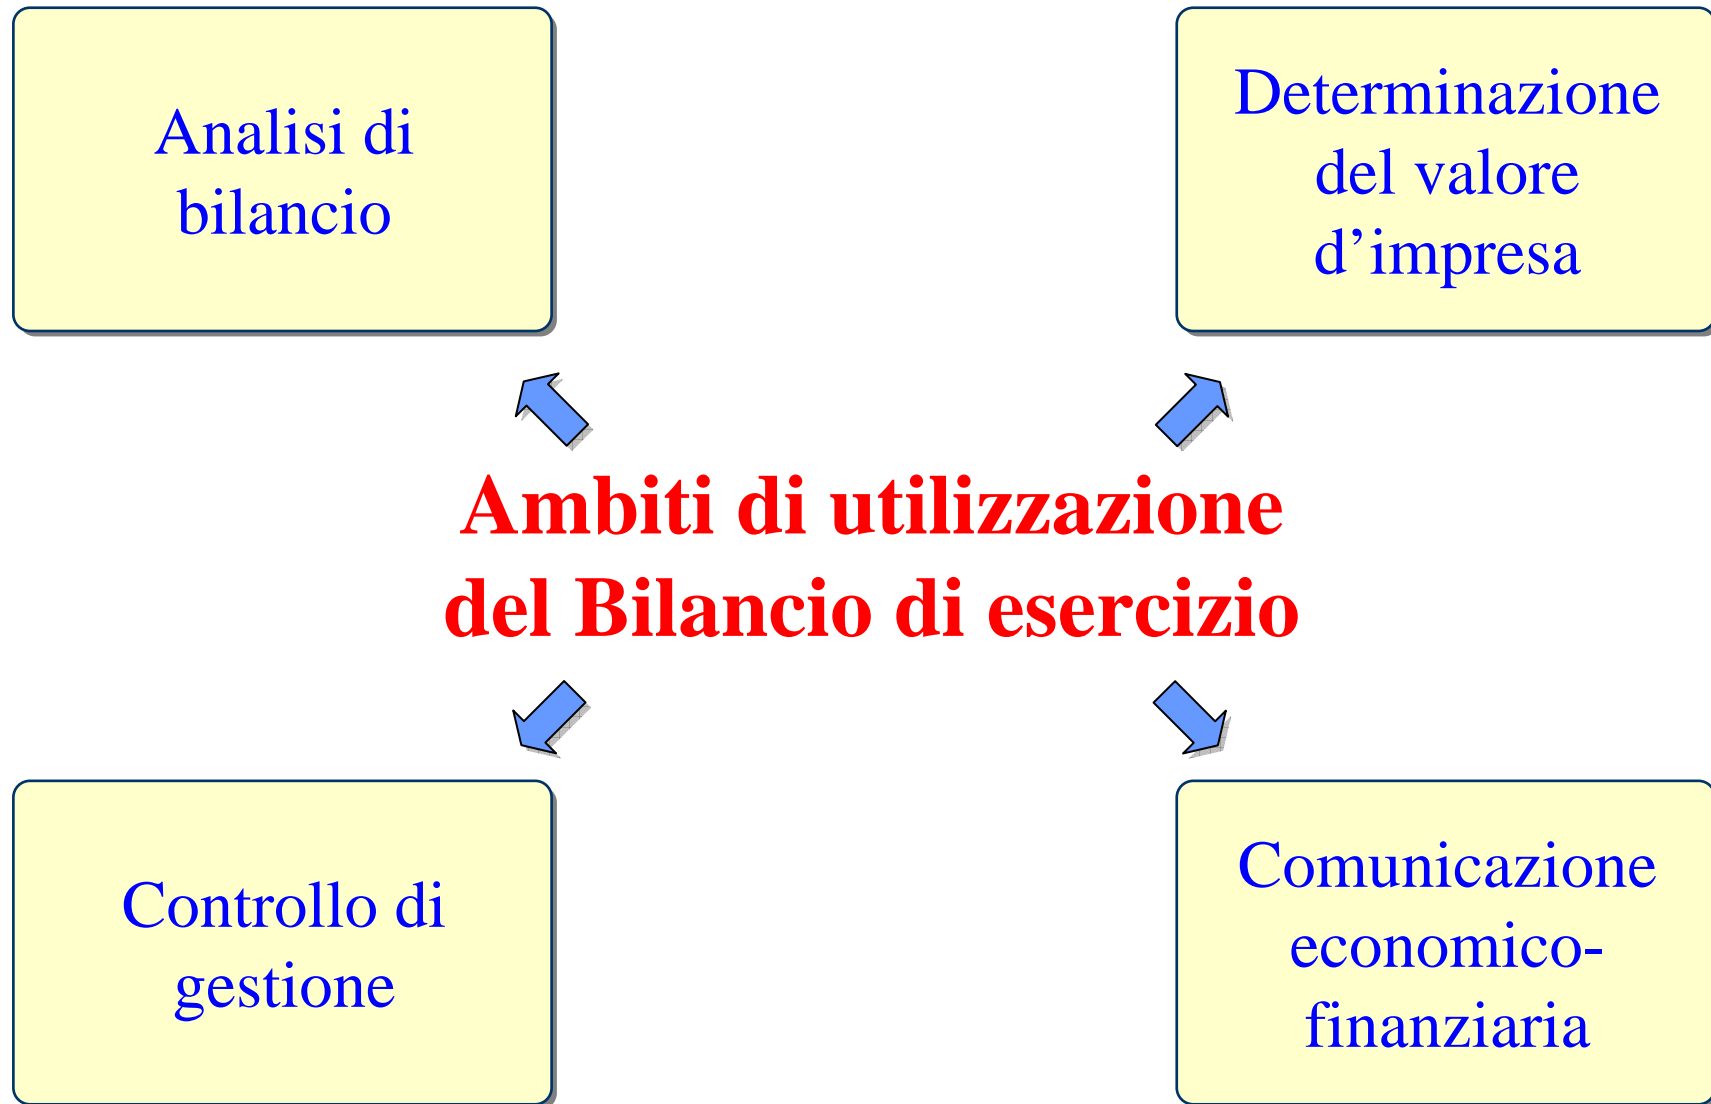 Analisi di
bilancio
Determinazione
del valore
d’impresa
Ambiti di utilizzazione
del Bilancio di esercizio
Controllo di
gestione
Comunicazione
economico-
finanziaria